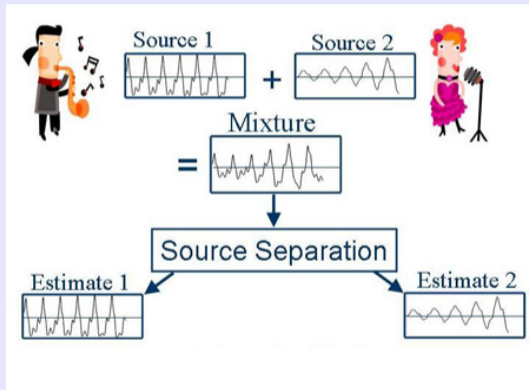 Source 1
Source 2
+
Mixture
=
Source Separation
Estimate 1
Estimate 2